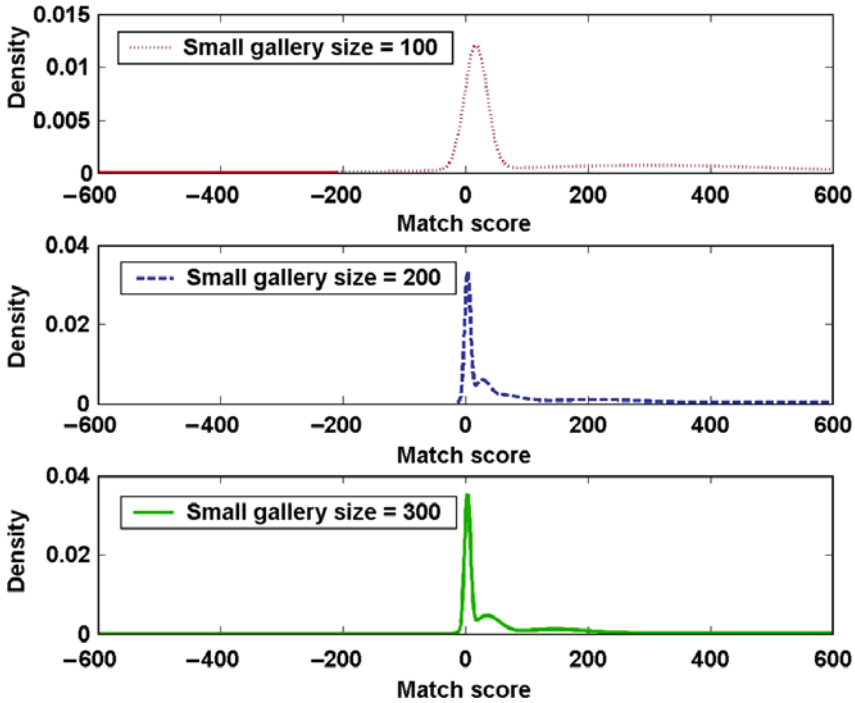 0.015
Small gallery size = 100
0.01
Density
0.005
0
−600 −400 −200 0 200 400 600
Match score
0.04
Small gallery size = 200
0.02
Density
0
−600 −400 −200 0 200 400 600
Match score
0.04
Small gallery size = 300
0.02
Density
0
−600 −400 −200 0 200 400 600
Match score